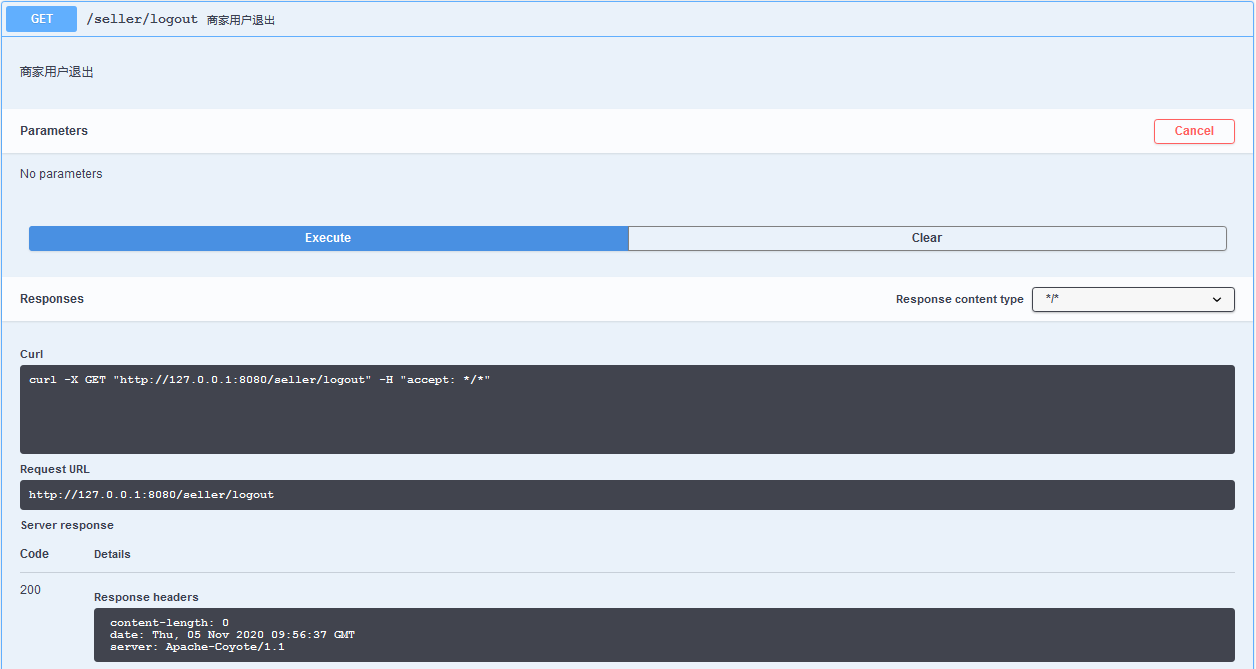 GET /seller/logout 商家用户退出
商家用户退出
Parameters Cancel
No parameters
Execute Clear
Responses Response content type */*
Curl
curl -X GET "http://127.0.0.1:8080/seller/logout" -H "accept: */*"
Request URL
http://127.0.0.1:8080/seller/logout
Server response
Code Details
200
Response headers
content-length: 0
date: Thu, 05 Nov 2020 09:56:37 GMT
server: Apache-Coyote/1.1